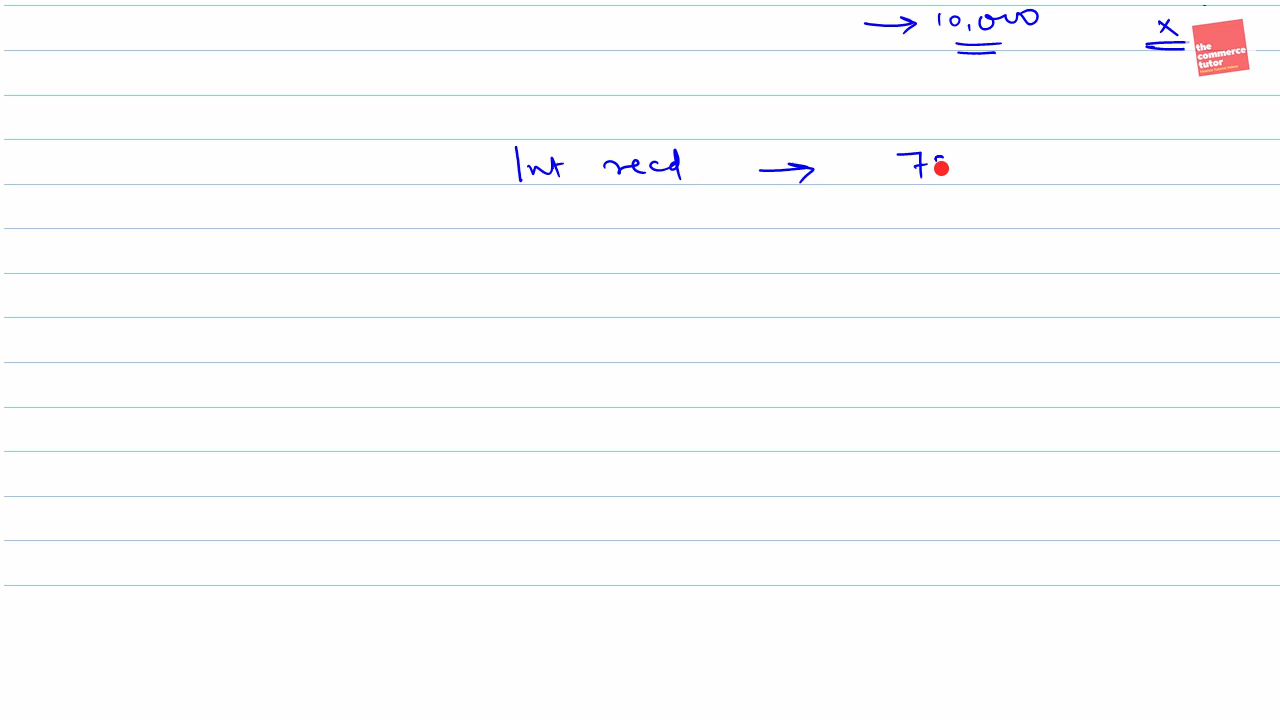 → 10,000 x
the
commerce
tutor
Int recd → 7